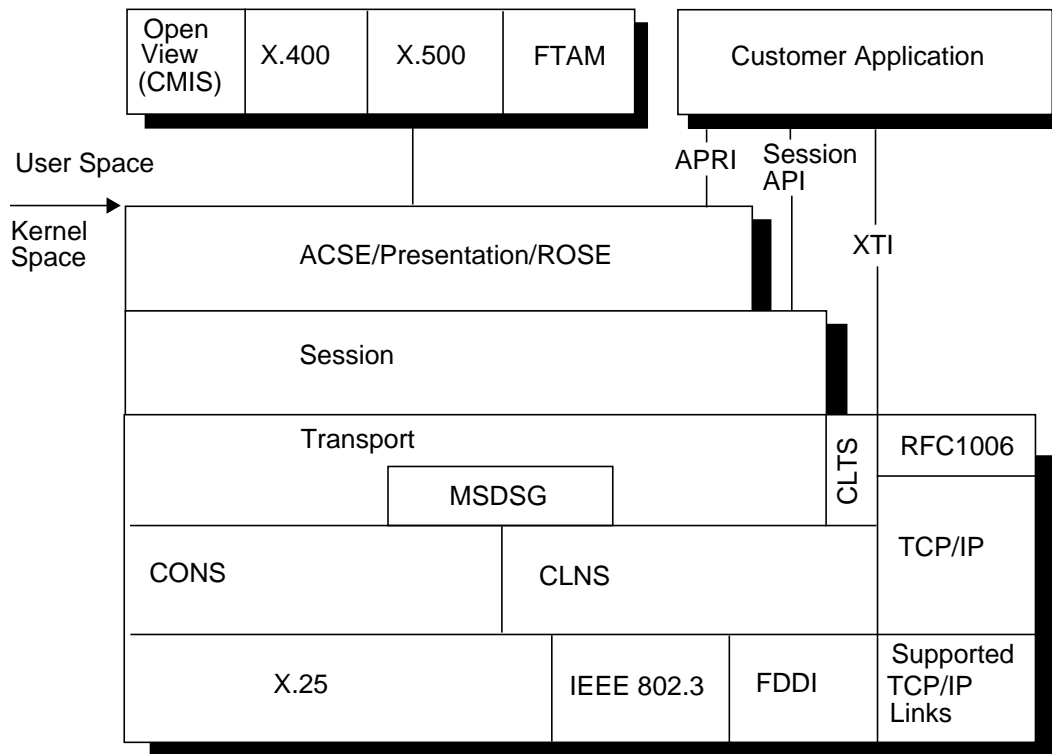 Open
View
(CMIS)
X.400
X.500
FTAM
Customer Application
User Space
APRI
Session
API
Kernel
Space
ACSE/Presentation/ROSE
XTI
Session
Transport
CLTS
RFC1006
MSDSG
TCP/IP
CONS
CLNS
X.25
IEEE 802.3
FDDI
Supported
TCP/IP
Links